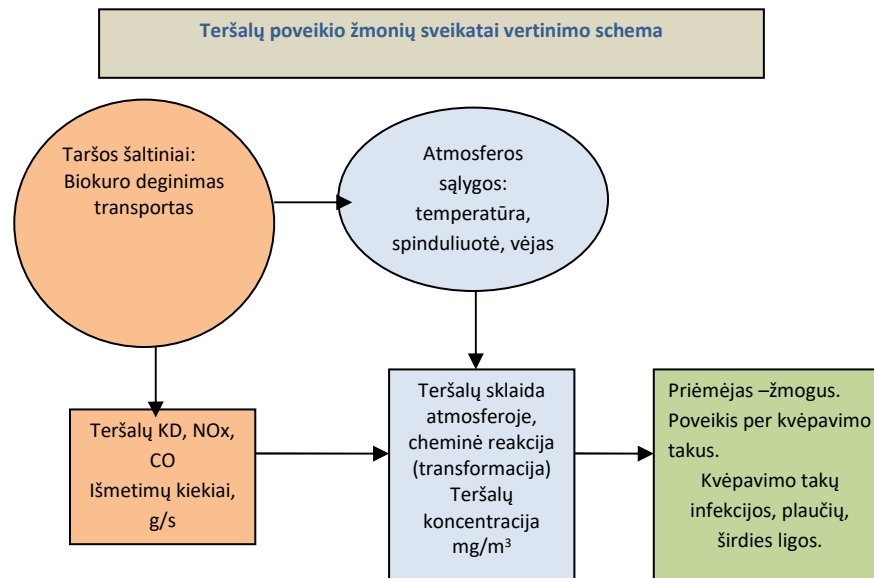 Teršalų poveikio žmonių sveikatai vertinimo schema
Taršos šaltiniai:
Biokuro deginimas
transportas
Atmosferos
sąlygos:
temperatūra,
spinduliuotė, vėjas
Teršalų KD, NOx,
CO
Išmetimų kiekiai,
g/s
Teršalų sklaida
atmosferoje,
cheminė reakcija
(transformacija)
Teršalų
koncentracija
mg/m³
Priėmėjas –žmogus.
Poveikis per kvėpavimo
takus.
Kvėpavimo takų
infekcijos, plaučių,
širdies ligos.